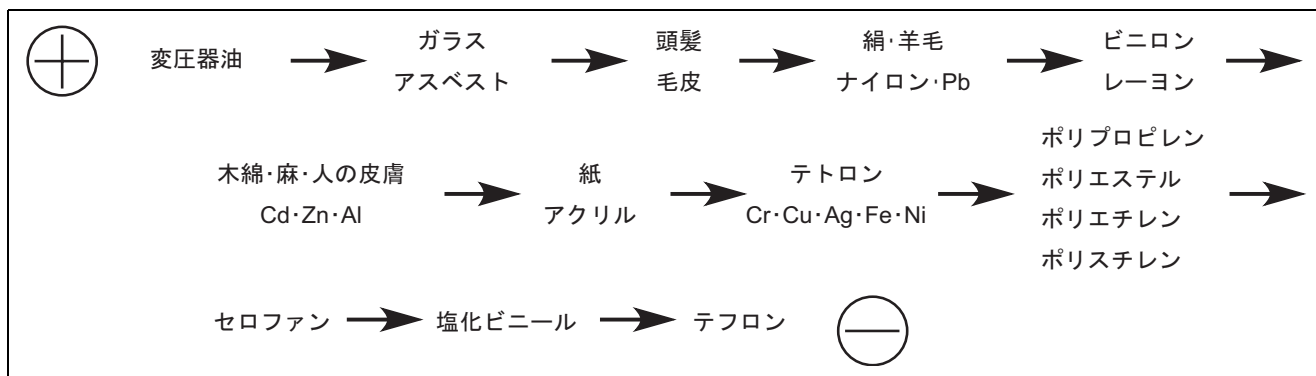 変圧器油
ガラス
アスベスト
頭髪
毛皮
絹·羊毛
ナイロン·Pb
ビニロン
レーヨン
木綿·麻·人の皮膚
Cd·Zn·Al
紙
アクリル
テトロン
Cr·Cu·Ag·Fe·Ni
ポリプロピレン
ポリエステル
ポリエチレン
ポリスチレン
セロファン
塩化ビニール
テフロン